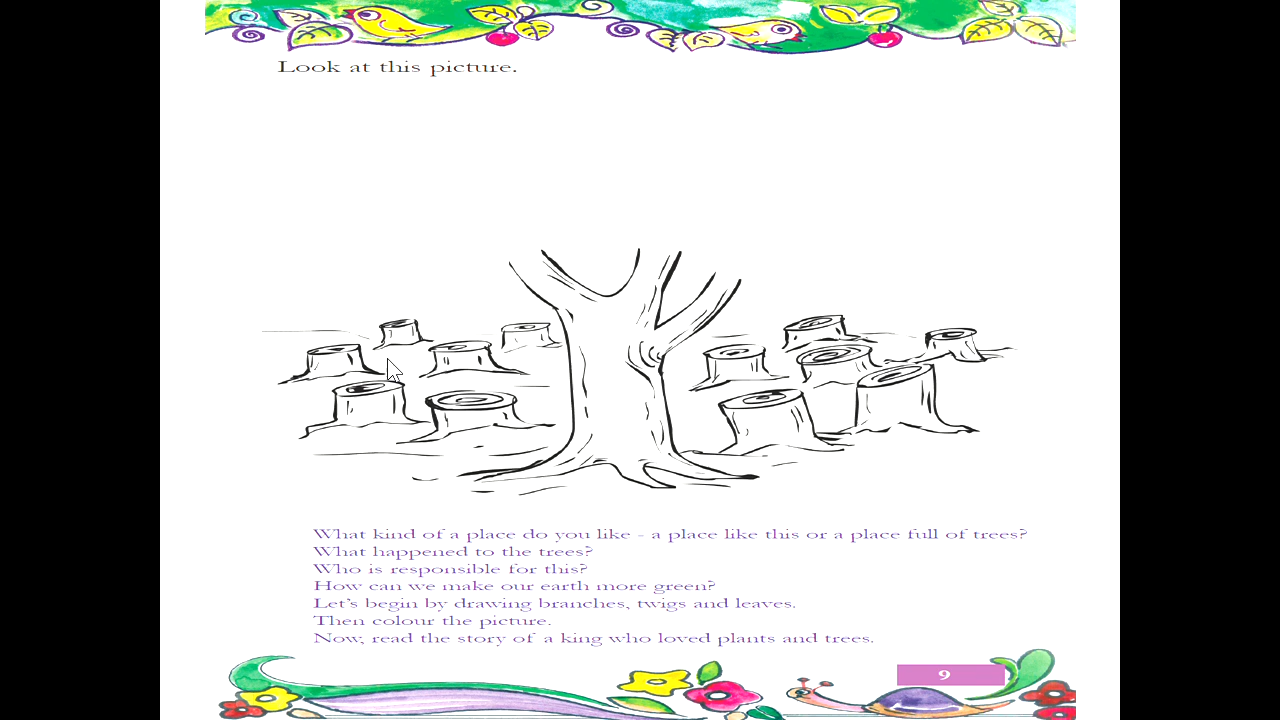 Look at this picture.
What kind of a place do you like - a place like this or a place full of trees?
What happened to the trees?
Who is responsible for this?
How can we make our earth more green?
Let's begin by drawing branches, twigs and leaves.
Then colour the picture.
Now, read the story of a king who loved plants and trees.
9